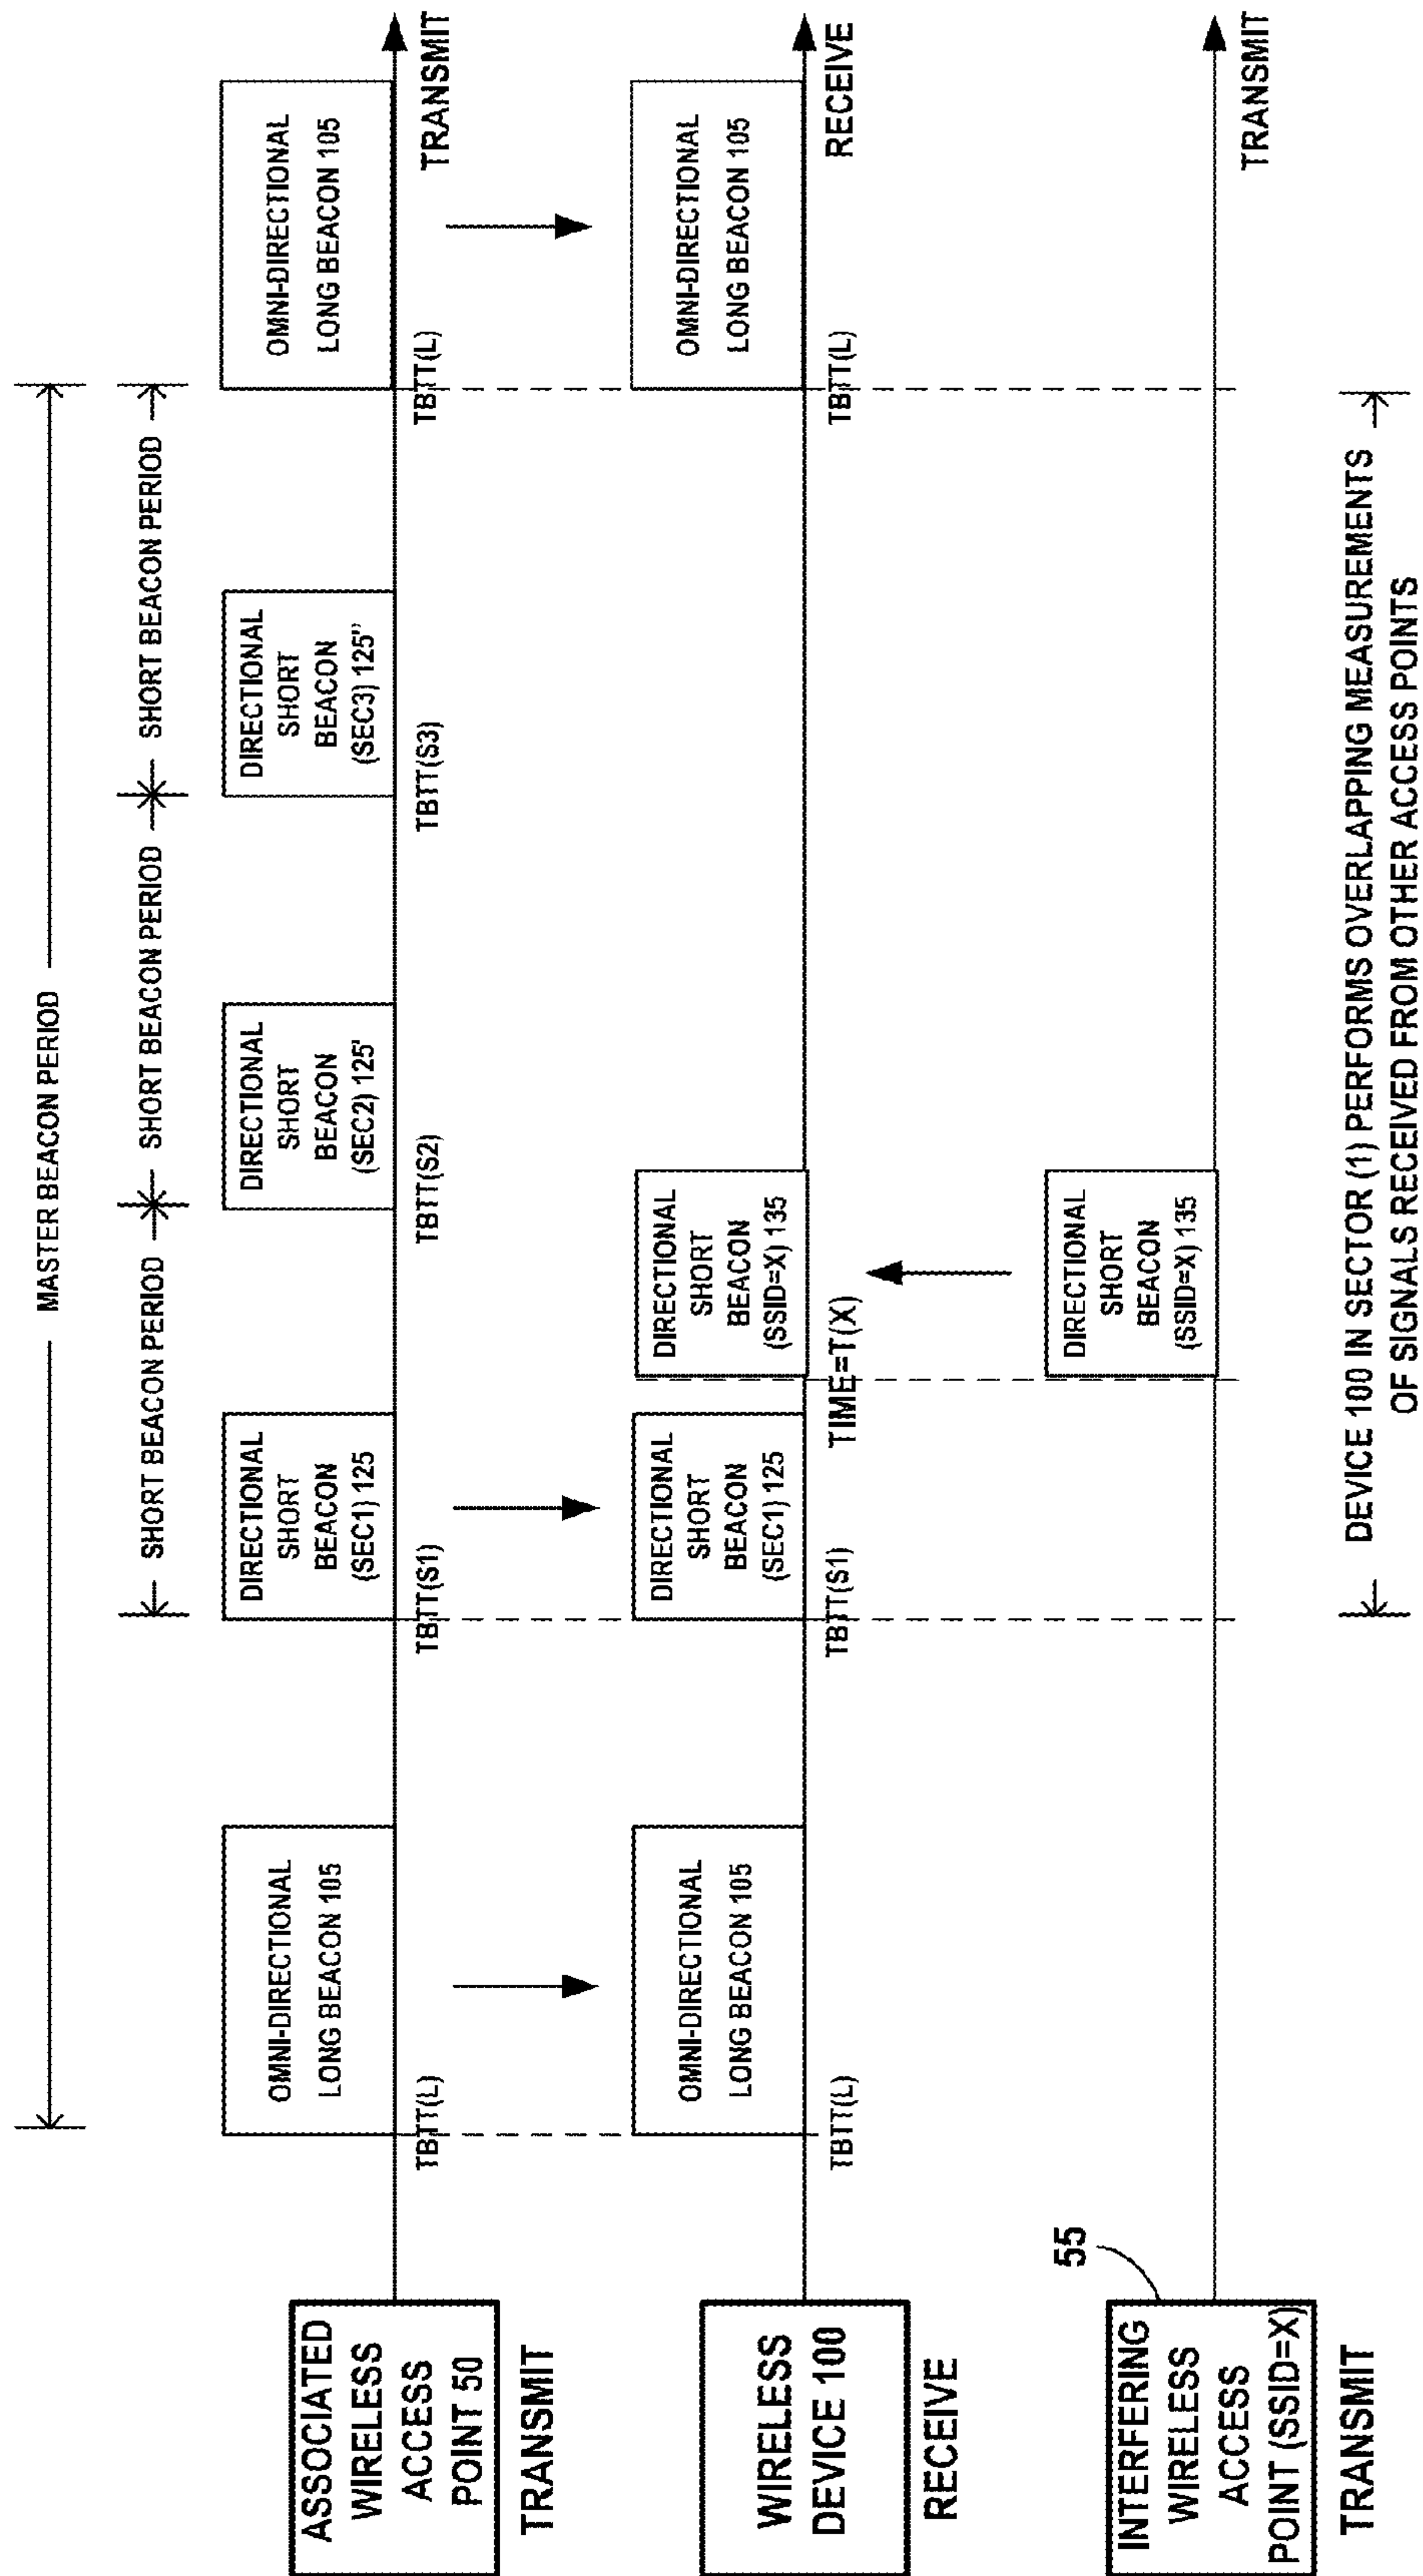 MASTER BEACON PERIOD
SHORT BEACON PERIOD
SHORT BEACON PERIOD
SHORT BEACON PERIOD
ASSOCIATED
WIRELESS
ACCESS
POINT 50
TRANSMIT
OMNI-DIRECTIONAL
LONG BEACON 105
TBTT(L)
DIRECTIONAL
SHORT
BEACON
(SEC1) 125
TBTT(S1)
DIRECTIONAL
SHORT
BEACON
(SEC2) 125'
TBTT(S2)
DIRECTIONAL
SHORT
BEACON
(SEC3) 125"
TBTT(S3)
OMNI-DIRECTIONAL
LONG BEACON 105
TBTT(L)
TRANSMIT
WIRELESS
DEVICE 100
RECEIVE
OMNI-DIRECTIONAL
LONG BEACON 105
TBTT(L)
DIRECTIONAL
SHORT
BEACON
(SEC1) 125
TBTT(S1)
DIRECTIONAL
SHORT
BEACON
(SSID=X) 135
TIME=T(X)
OMNI-DIRECTIONAL
LONG BEACON 105
TBTT(L)
RECEIVE
55
INTERFERING
WIRELESS
ACCESS
POINT (SSID=X)
TRANSMIT
DIRECTIONAL
SHORT
BEACON
(SSID=X) 135
TRANSMIT
DEVICE 100 IN SECTOR (1) PERFORMS OVERLAPPING MEASUREMENTS
OF SIGNALS RECEIVED FROM OTHER ACCESS POINTS